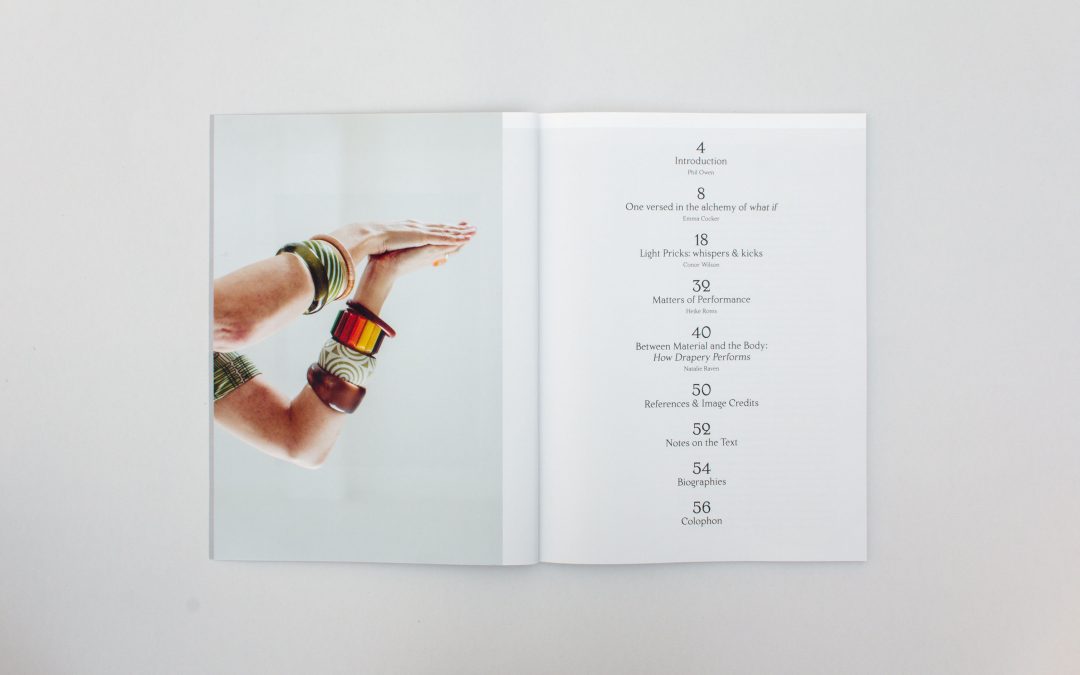 4
Introduction
Phil Owen
8
One versed in the alchemy of what if
Emma Cocker
18
Light Pricks: whispers & kicks
Conor Wilson
32
Matters of Performance
Heike Roms
40
Between Material and the Body:
How Drapery Performs
Natalie Raven
50
References & Image Credits
52
Notes on the Text
54
Biographies
56
Colophon